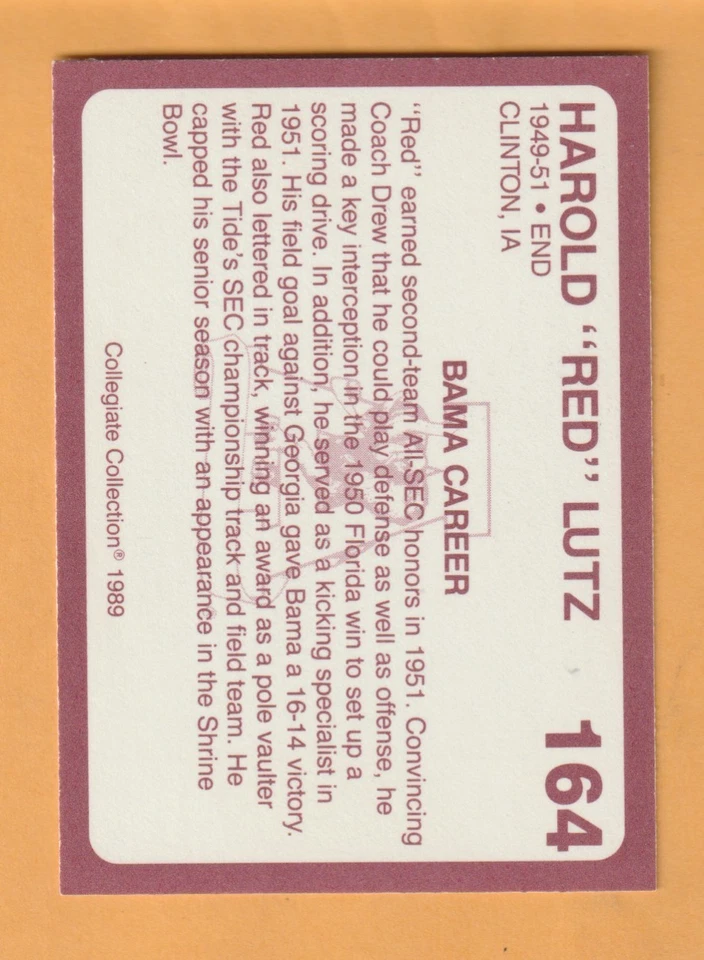 HAROLD “RED” LUTZ 164
1949-51 • END
CLINTON, IA
BAMA CAREER
“Red” earned second-team All-SEC honors in 1951. Convincing
Coach Drew that he could play defense as well as offense, he
made a key interception in the 1950 Florida win to set up a
scoring drive. In addition, he served as a kicking specialist in
1951. His field goal against Georgia gave Bama a 16-14 victory.
Red also lettered in track, winning an award as a pole vaulter
with the Tide's SEC championship track and field team. He
capped his senior season with an appearance in the Shrine
Bowl.
Collegiate Collection® 1989